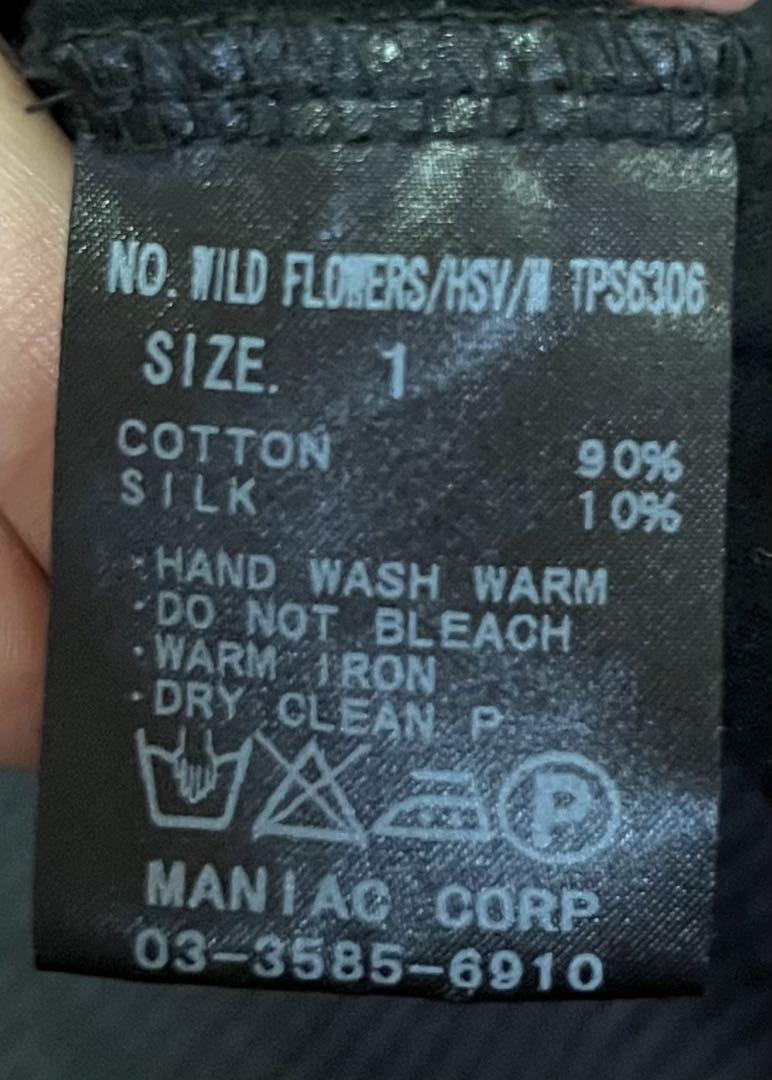 NO. WILD FLOWERS/HSV/W TPS6306
SIZE. 1
COTTON 90%
SILK 10%
・HAND WASH WARM
・DO NOT BLEACH
・WARM IRON
・DRY CLEAN P
P
MANIAC CORP
03-3585-6910